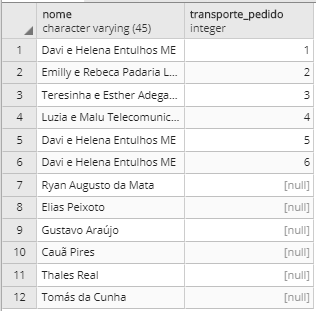 nome transporte_pedido
character varying (45) integer
1 Davi e Helena Entulhos ME 1
2 Emilly e Rebeca Padaria L... 2
3 Teresinha e Esther Adega... 3
4 Luzia e Malu Telecomunic... 4
5 Davi e Helena Entulhos ME 5
6 Davi e Helena Entulhos ME 6
7 Ryan Augusto da Mata [null]
8 Elias Peixoto [null]
9 Gustavo Araújo [null]
10 Cauã Pires [null]
11 Thales Real [null]
12 Tomás da Cunha [null]